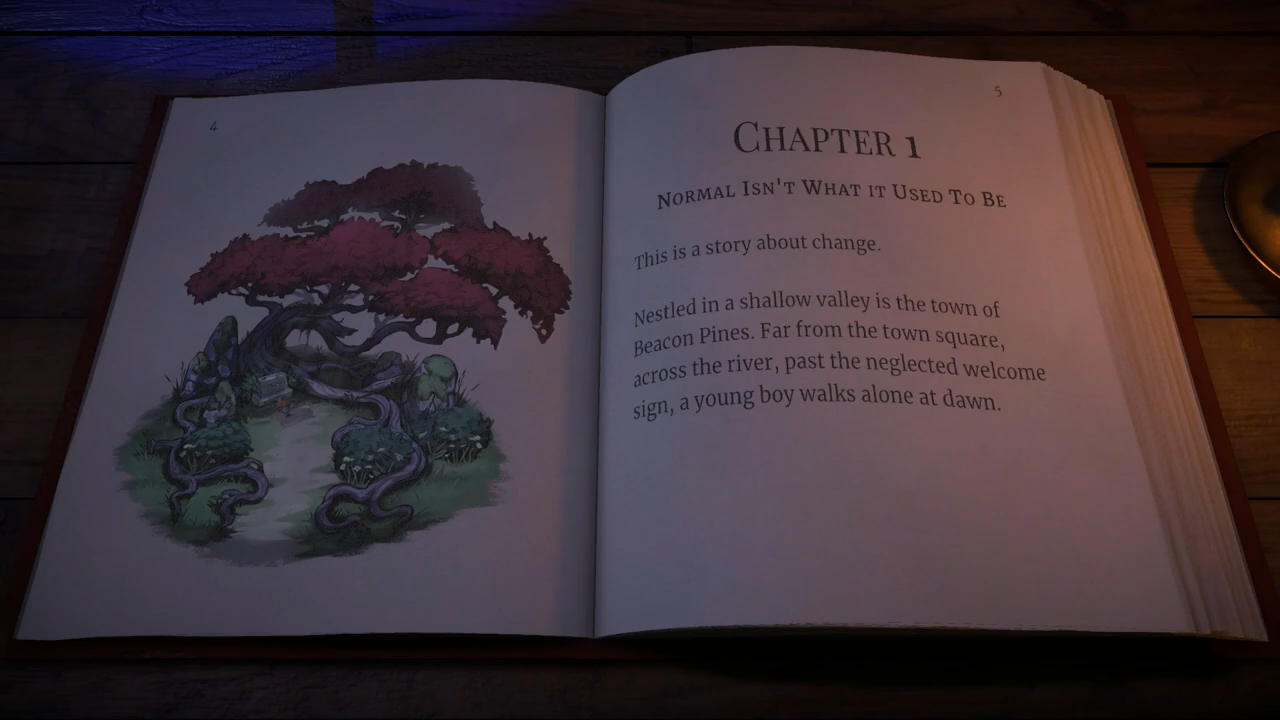 4
5
Chapter 1
Normal Isn't What it Used To Be
This is a story about change.
Nestled in a shallow valley is the town of
Beacon Pines. Far from the town square,
across the river, past the neglected welcome
sign, a young boy walks alone at dawn.